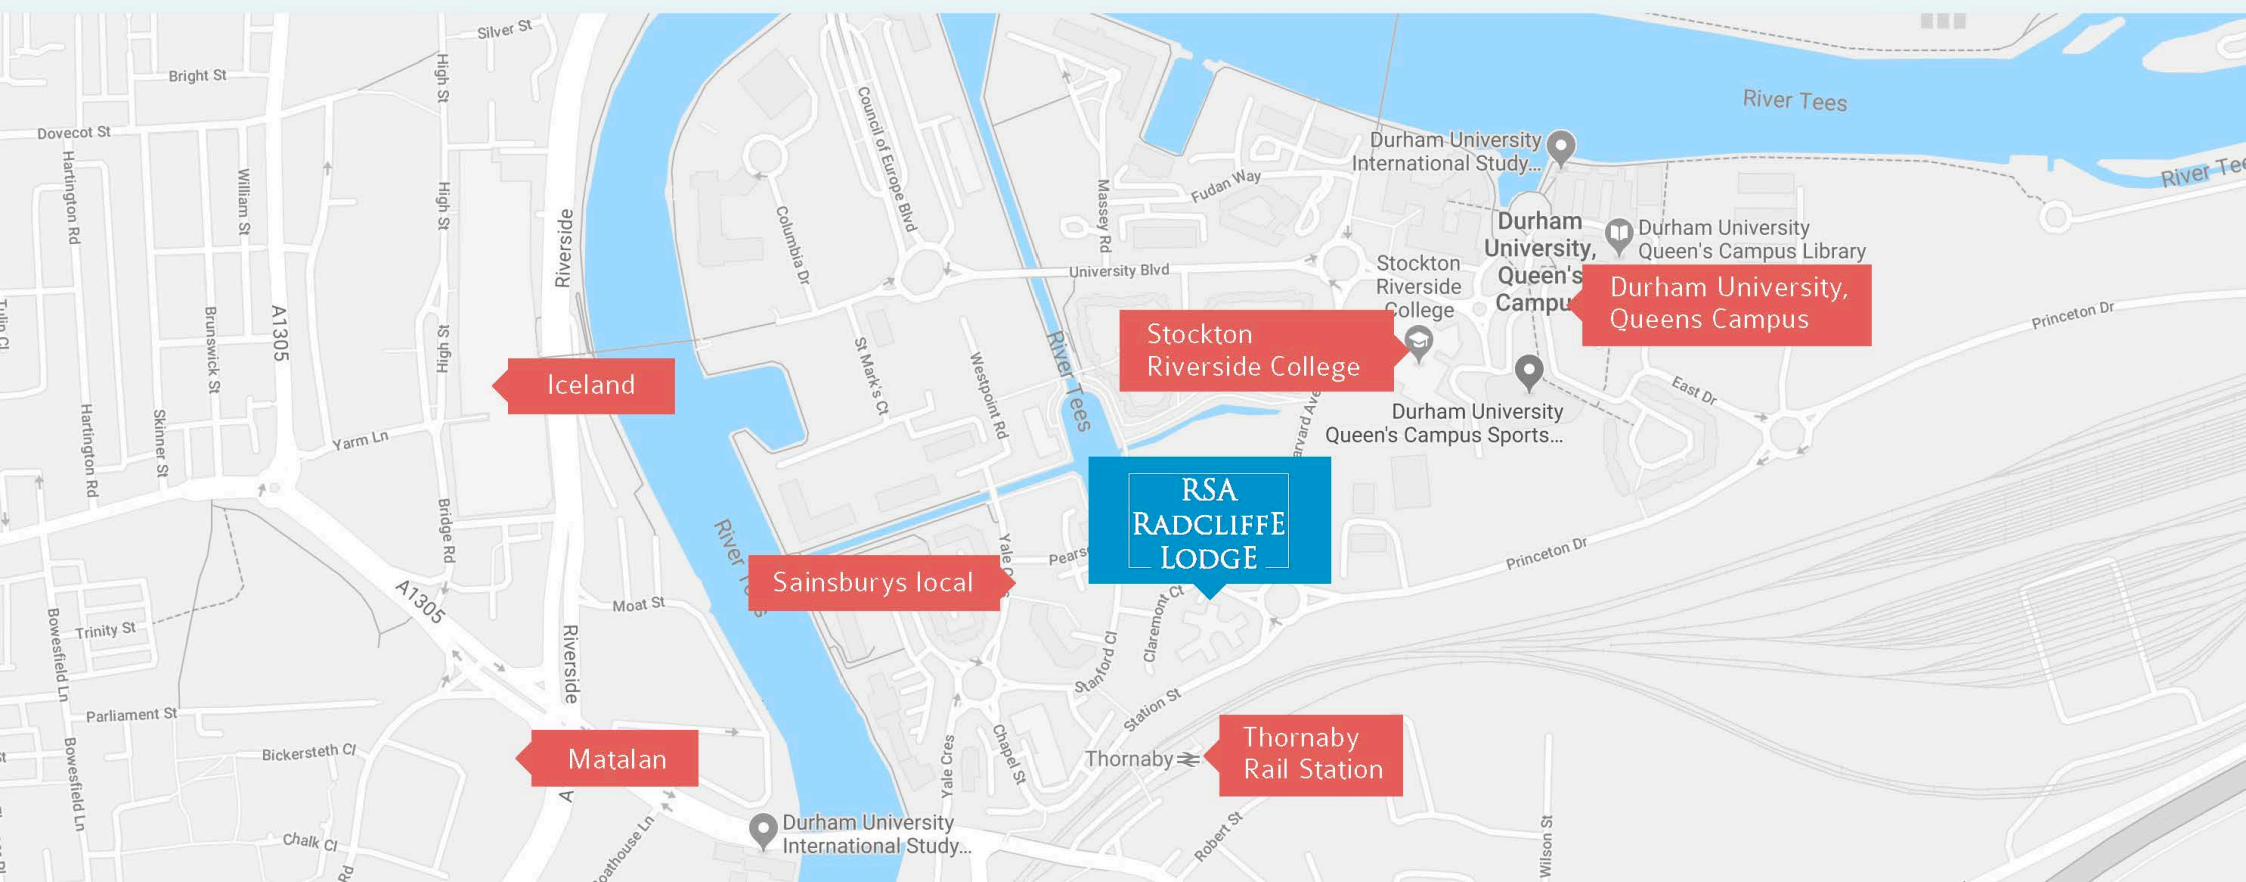 Silver St
Bright St
High St
Dovecot St
Council of Europe Blvd
River Tees
Durham University
International Study...
Hartington Rd
William St
High St
Massey Rd
Fudan Way
River Tee
Riverside
Columbia Dr
Durham
University,
Queen's
Durham University
Queen's Campus Library
University Blvd
Stockton
Riverside
College
Durham University,
Queens Campus
Brunswick St
A1305
High St
Princeton Dr
Stockton
Riverside College
St Mark's Ct
Westpoint Rd
River Tees
Iceland
East Dr
Hartington Rd
Skinner St
Yarm Ln
Durham University
Queen's Campus Sports...
Bridge Rd
RSA
RADCLIFFE
LODGE
River
Sainsburys local
Princeton Dr
A1305
Moat St
Claremont Ct
Bowesfield Ln
Trinity St
Riverside
Stanford Cl
Station St
Parliament St
Bickersteth Cl
Bowesfield Ln
Matalan
Yale Cres
Chapel St
Thornaby
Thornaby
Rail Station
Chalk Cl
Durham University
International Study...
Robert St
Wilson St
Rd